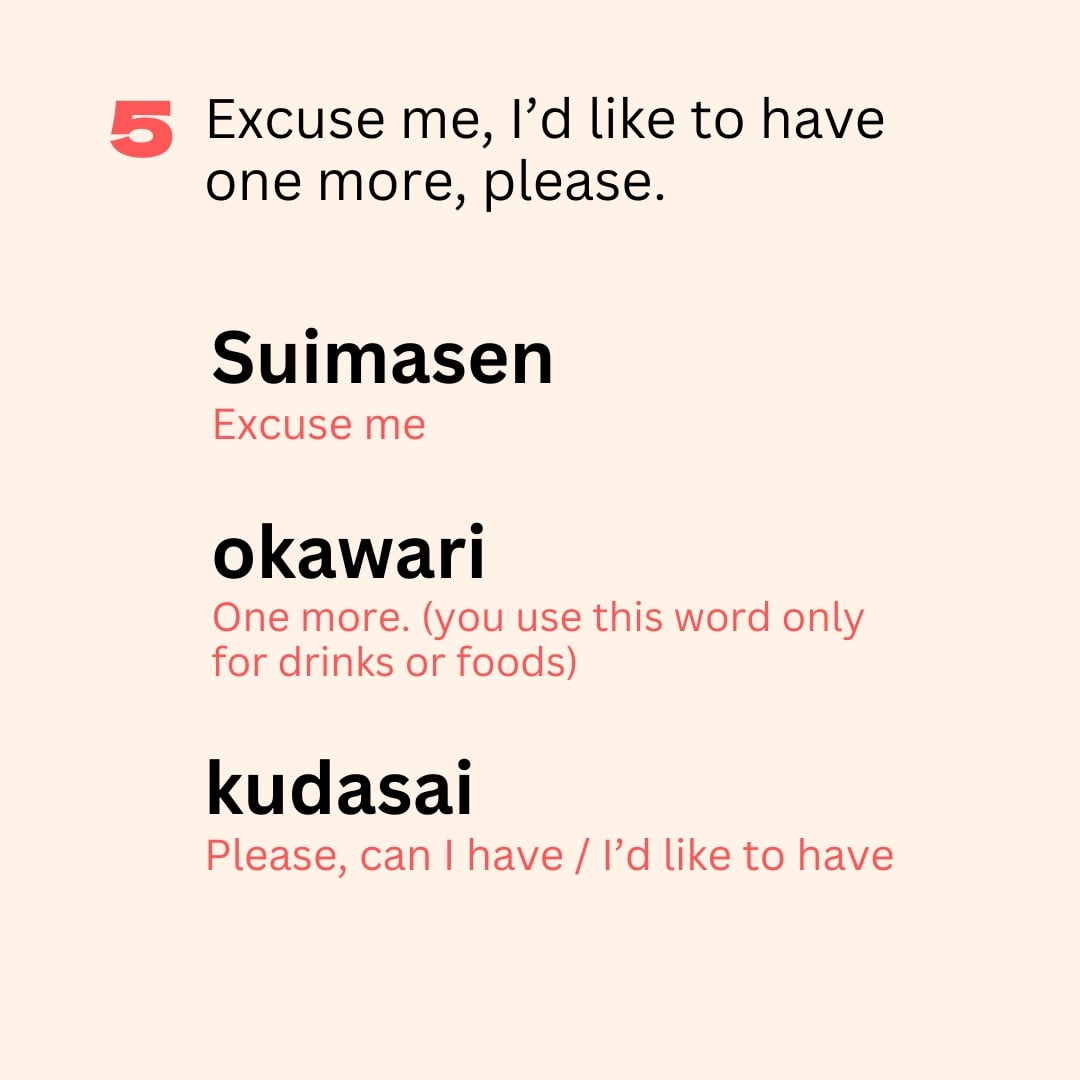 5 Excuse me, I’d like to have
one more, please.
Suimasen
Excuse me
okawari
One more. (you use this word only
for drinks or foods)
kudasai
Please, can I have / I’d like to have